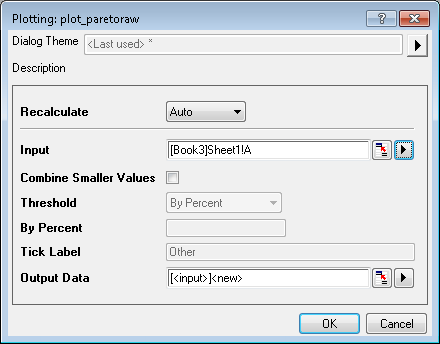 Plotting: plot_paretoraw
Dialog Theme <Last used> *
Description
Recalculate Auto
Input [Book3]Sheet1!A
Combine Smaller Values
Threshold By Percent
By Percent
Tick Label Other
Output Data [<input>]<new>
OK Cancel